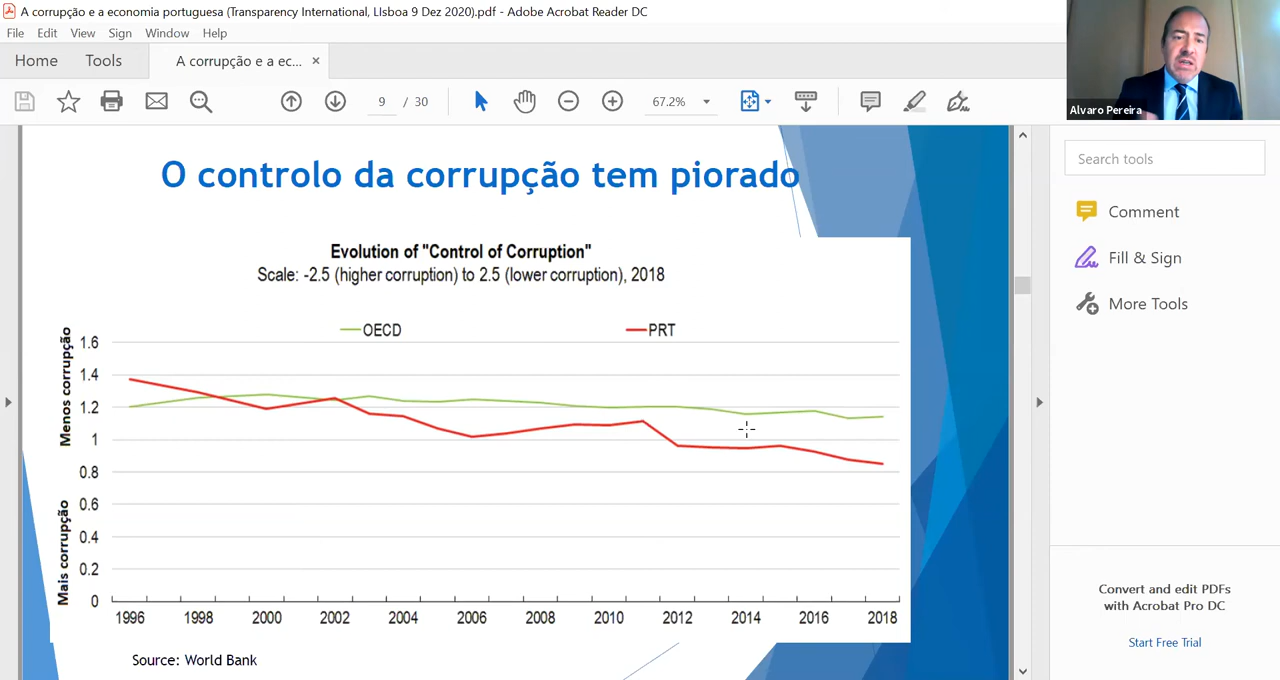 A corrupção e a economia portuguesa (Transparency International, LIsboa 9 Dez 2020).pdf - Adobe Acrobat Reader DC
File Edit View Sign Window Help
Home Tools A corrupção e a ec... ×
9 / 30 67.2%
Alvaro Pereira
O controlo da corrupção tem piorado
Evolution of "Control of Corruption"
Scale: -2.5 (higher corruption) to 2.5 (lower corruption), 2018
OECD PRT
Menos corrupção
Mais corrupção
1.6
1.4
1.2
1
0.8
0.6
0.4
0.2
0
1996 1998 2000 2002 2004 2006 2008 2010 2012 2014 2016 2018
Source: World Bank
Search tools
Comment
Fill & Sign
More Tools
Convert and edit PDFs
with Acrobat Pro DC
Start Free Trial